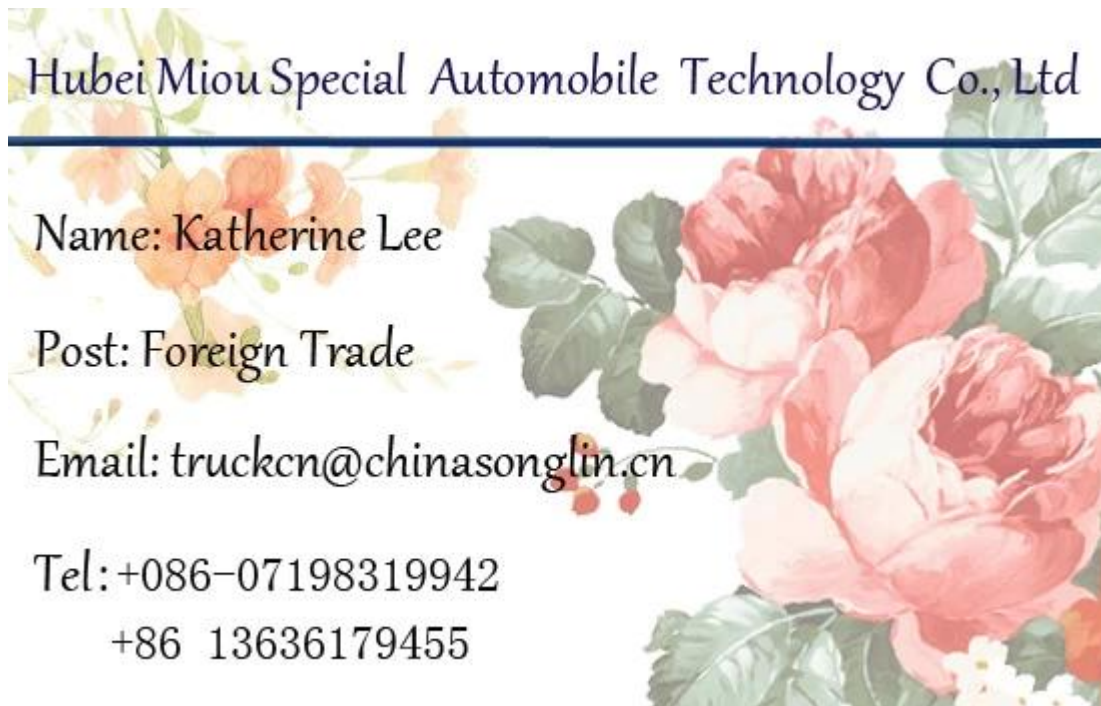 Hubei Miou Special Automobile Technology Co., Ltd
Name: Katherine Lee
Post: Foreign Trade
Email: truckcn@chinasonglin.cn
Tel: +086-07198319942
+86 13636179455